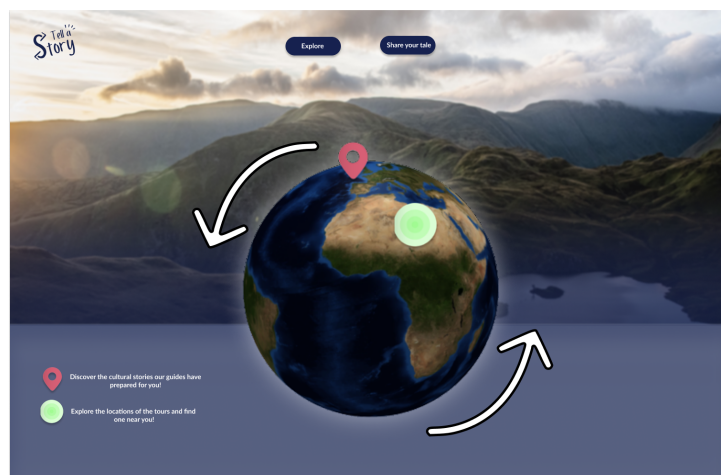 Tell a
Story
Explore
Share your tale
Discover the cultural stories our guides have
prepared for you!
Explore the locations of the tours and find
one near you!